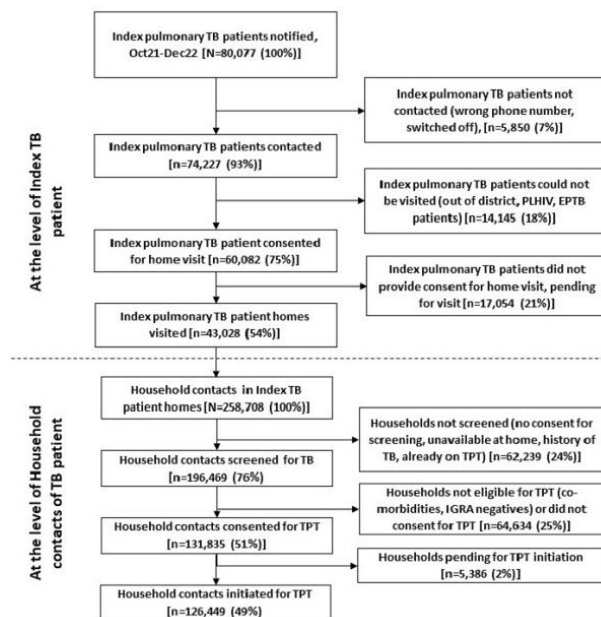 Index pulmonary TB patients notified,
Oct21-Dec22 [N=80,077 (100%)]
Index pulmonary TB patients not
contacted (wrong phone number,
switched off), [n=5,850 (7%)]
Index pulmonary TB patients contacted
[n=74,227 (93%)]
Index pulmonary TB patients could not
be visited (out of district, PLHIV, EPTB
patients) [n=14,145 (18%)]
Index pulmonary TB patient consented
for home visit [n=60,082 (75%)]
Index pulmonary TB patients did not
provide consent for home visit, pending
for visit [n=17,054 (21%)]
Index pulmonary TB patient homes
visited [n=43,028 (54%)]
At the level of Index TB
patient
Household contacts in Index TB
patient homes [N=258,708 (100%)]
Households not screened (no consent for
screening, unavailable at home, history of
TB, already on TPT) [n=62,239 (24%)]
Household contacts screened for TB
n=196,469 (76%)]
Households not eligible for TPT (co-
morbidities, IGRA negatives) or did not
consent for TPT [n=64,634 (25%)]
Household contacts consented for TPT
[n=131,835 (51%)]
Households pending for TPT initiation
[n=5,386 (2%)]
Household contacts initiated for TPT
[n=126,449 (49%)]
At the level of Household
contacts of TB patient